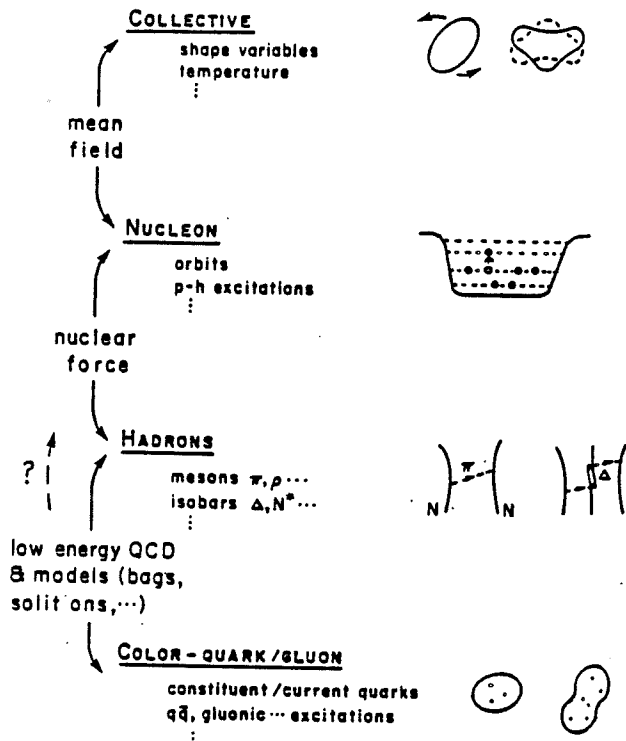 COLLECTIVE
shape variables
temperature
⋮
mean
field
NUCLEON
orbits
p-h excitations
⋮
nuclear
force
HADRONS
?
mesons π, ρ ···
isobars Δ, N* ···
⋮
π
N N
Δ
low energy QCD
& models (bags,
solitons, ···)
COLOR-QUARK/GLUON
constituent/current quarks
qq̄, gluonic ··· excitations
⋮